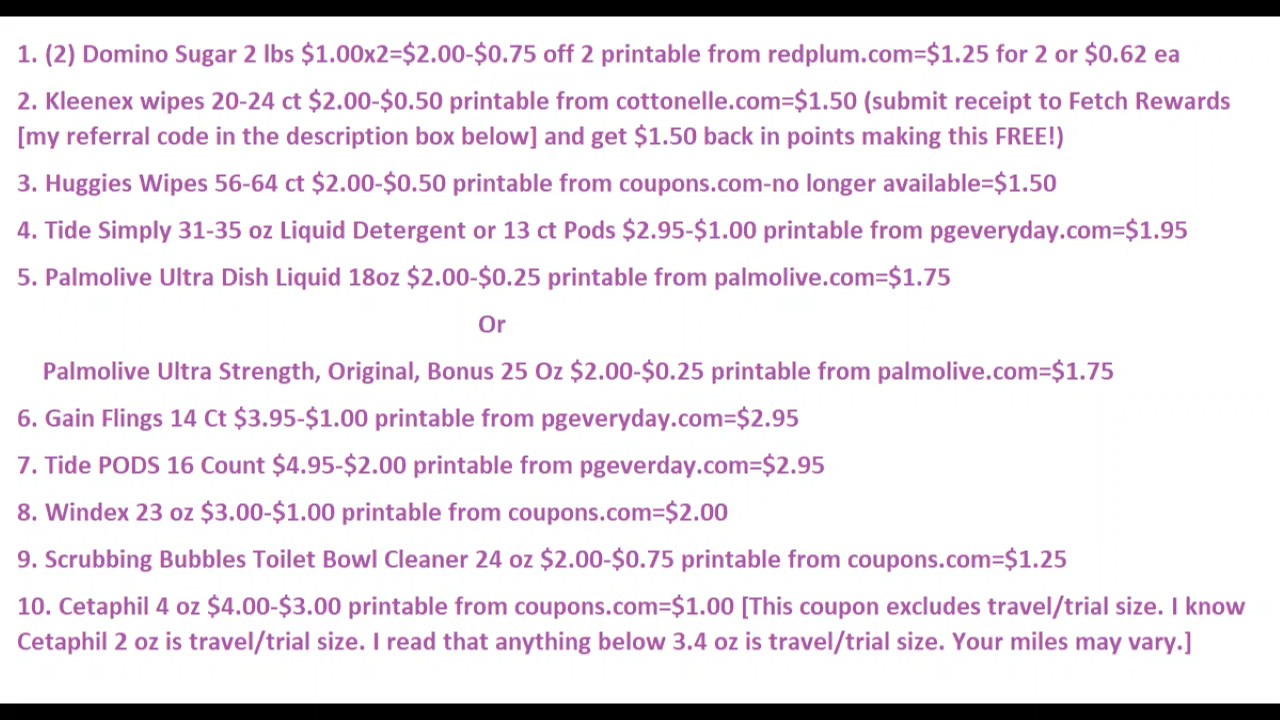 1. (2) Domino Sugar 2 lbs $1.00x2=$2.00-$0.75 off 2 printable from redplum.com=$1.25 for 2 or $0.62 ea
2. Kleenex wipes 20-24 ct $2.00-$0.50 printable from cottonelle.com=$1.50 (submit receipt to Fetch Rewards
[my referral code in the description box below] and get $1.50 back in points making this FREE!)
3. Huggies Wipes 56-64 ct $2.00-$0.50 printable from coupons.com-no longer available=$1.50
4. Tide Simply 31-35 oz Liquid Detergent or 13 ct Pods $2.95-$1.00 printable from pgeveryday.com=$1.95
5. Palmolive Ultra Dish Liquid 18oz $2.00-$0.25 printable from palmolive.com=$1.75
Or
Palmolive Ultra Strength, Original, Bonus 25 Oz $2.00-$0.25 printable from palmolive.com=$1.75
6. Gain Flings 14 Ct $3.95-$1.00 printable from pgeveryday.com=$2.95
7. Tide PODS 16 Count $4.95-$2.00 printable from pgeverday.com=$2.95
8. Windex 23 oz $3.00-$1.00 printable from coupons.com=$2.00
9. Scrubbing Bubbles Toilet Bowl Cleaner 24 oz $2.00-$0.75 printable from coupons.com=$1.25
10. Cetaphil 4 oz $4.00-$3.00 printable from coupons.com=$1.00 [This coupon excludes travel/trial size. I know
Cetaphil 2 oz is travel/trial size. I read that anything below 3.4 oz is travel/trial size. Your miles may vary.]